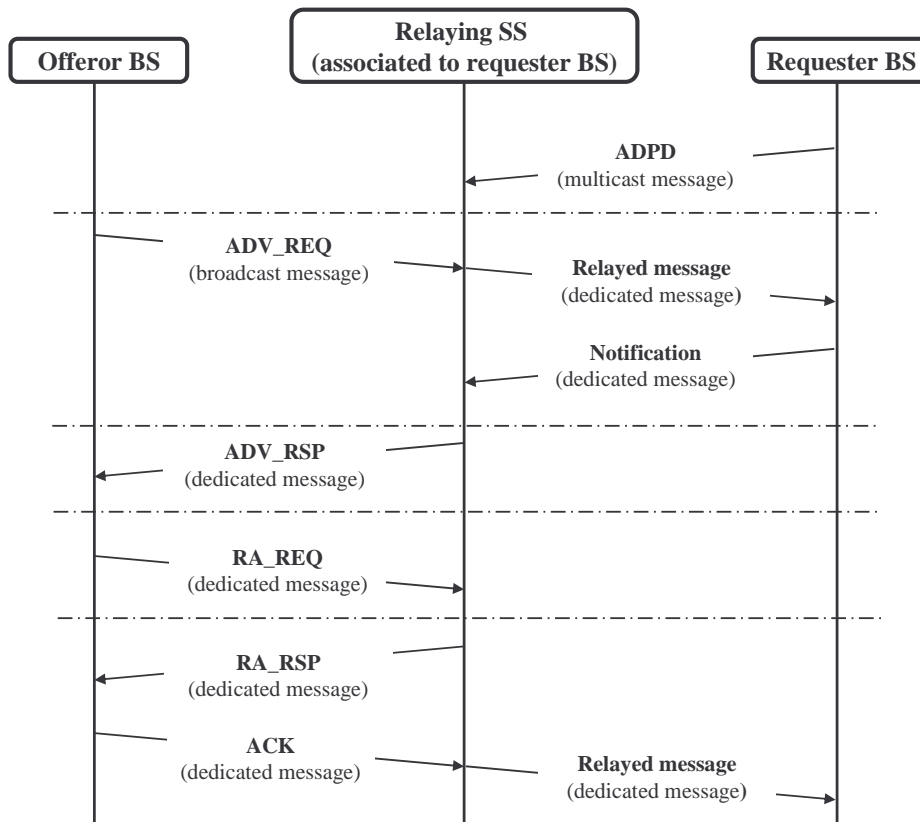 Offeror BS
Relaying SS
(associated to requester BS)
Requester BS
ADPD
(multicast message)
ADV_REQ
(broadcast message)
Relayed message
(dedicated message)
Notification
(dedicated message)
ADV_RSP
(dedicated message)
RA_REQ
(dedicated message)
RA_RSP
(dedicated message)
ACK
(dedicated message)
Relayed message
(dedicated message)